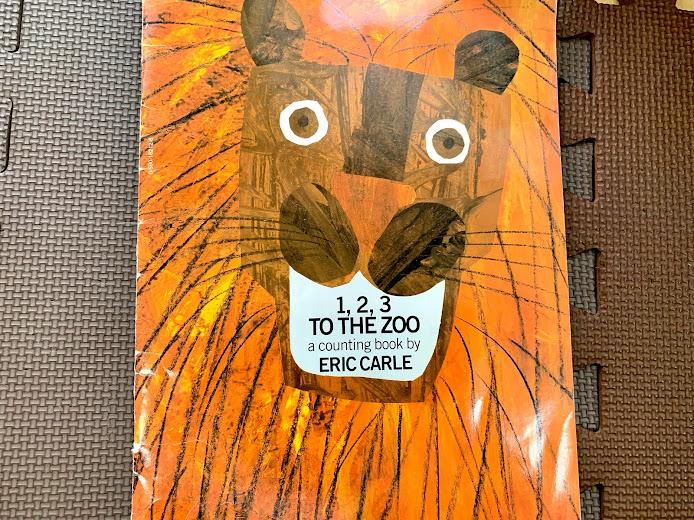 1, 2, 3
TO THE ZOO
a counting book by
ERIC CARLE